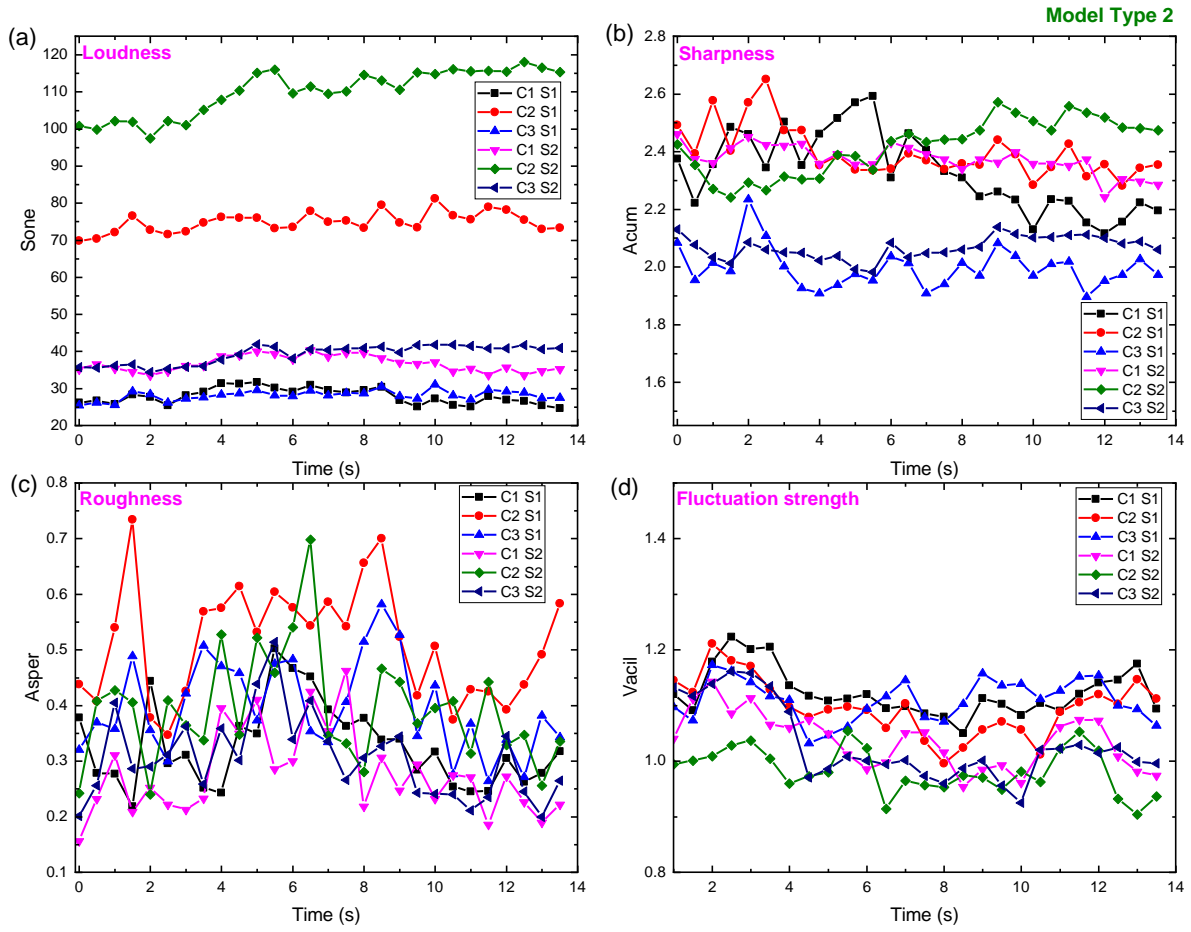 Model Type 2
(a)
Loudness
120
110
100
90
80
70
60
50
40
30
20
Sone
0 2 4 6 8 10 12 14
Time (s)
C1 S1
C2 S1
C3 S1
C1 S2
C2 S2
C3 S2
(b)
Sharpness
2.8
2.6
2.4
2.2
2.0
1.8
1.6
Acum
0 2 4 6 8 10 12 14
Time (s)
C1 S1
C2 S1
C3 S1
C1 S2
C2 S2
C3 S2
(c)
Roughness
0.8
0.7
0.6
0.5
0.4
0.3
0.2
0.1
Asper
0 2 4 6 8 10 12 14
Time (s)
C1 S1
C2 S1
C3 S1
C1 S2
C2 S2
C3 S2
(d)
Fluctuation strength
1.4
1.2
1.0
0.8
Vacil
2 4 6 8 10 12 14
Time (s)
C1 S1
C2 S1
C3 S1
C1 S2
C2 S2
C3 S2